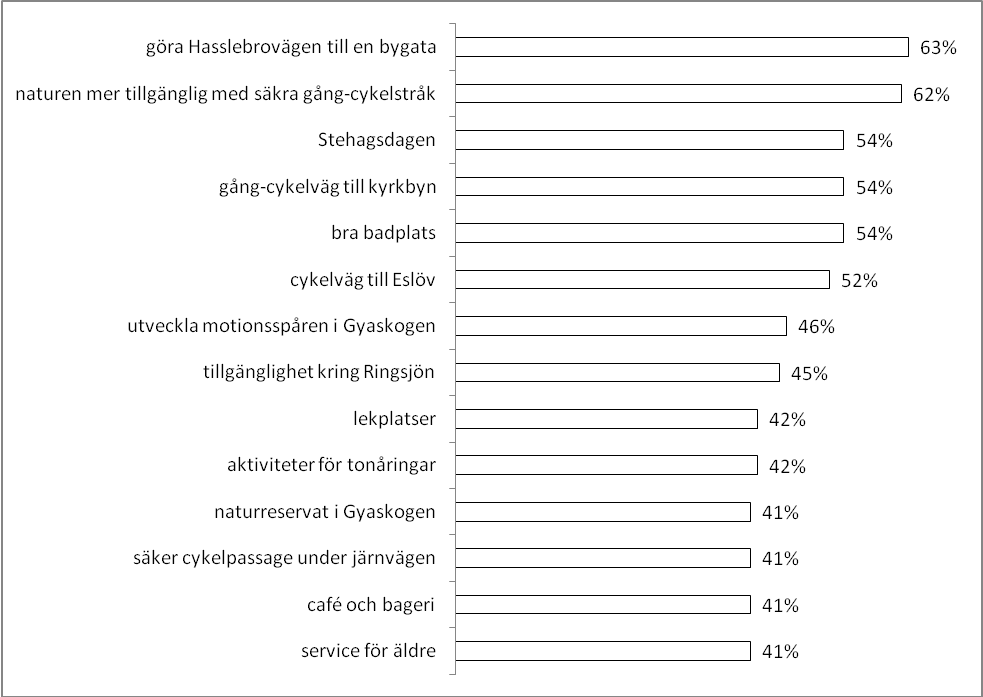 göra Hasslebrovägen till en bygata 63%
naturen mer tillgänglig med säkra gång-cykelstråk 62%
Stehagsdagen 54%
gång-cykelväg till kyrkbyn 54%
bra badplats 54%
cykelväg till Eslöv 52%
utveckla motionsspåren i Gyaskogen 46%
tillgänglighet kring Ringsjön 45%
lekplatser 42%
aktiviteter för tonåringar 42%
naturreservat i Gyaskogen 41%
säker cykelpassage under järnvägen 41%
café och bageri 41%
service för äldre 41%